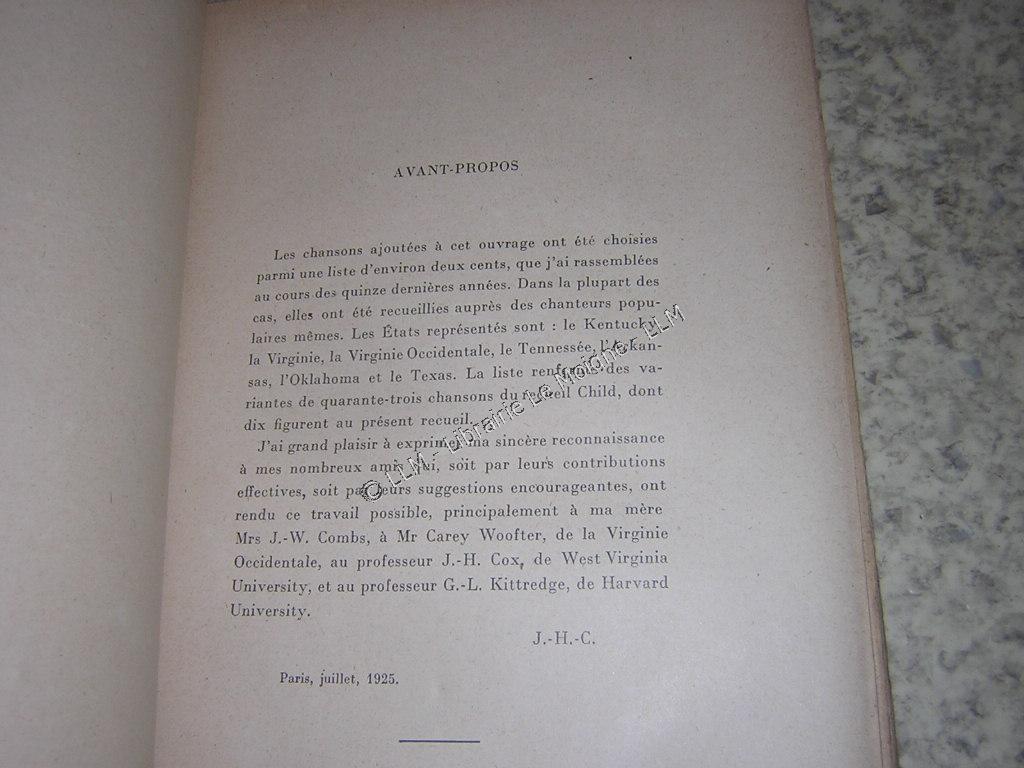 AVANT-PROPOS
Les chansons ajoutées à cet ouvrage ont été choisies
parmi une liste d'environ deux cents, que j'ai rassemblées
au cours des quinze dernières années. Dans la plupart des
cas, elles ont été recueillies auprès des chanteurs popu-
laires mêmes. Les États représentés sont : le Kentucky,
la Virginie, la Virginie Occidentale, le Tennessée, l'Arkan-
sas, l'Oklahoma et le Texas. La liste renferme des va-
riantes de quarante-trois chansons du recueil Child, dont
dix figurent au présent recueil.
J'ai grand plaisir à exprimer ma sincère reconnaissance
à mes nombreux amis qui, soit par leurs contributions
effectives, soit par leurs suggestions encourageantes, ont
rendu ce travail possible, principalement à ma mère
Mrs J.-W. Combs, à Mr Carey Woofter, de la Virginie
Occidentale, au professeur J.-H. Cox, de West Virginia
University, et au professeur G.-L. Kittredge, de Harvard
University.
J.-H.-C.
Paris, juillet, 1925.
© LLM - Librairie Le Moigne - LLM